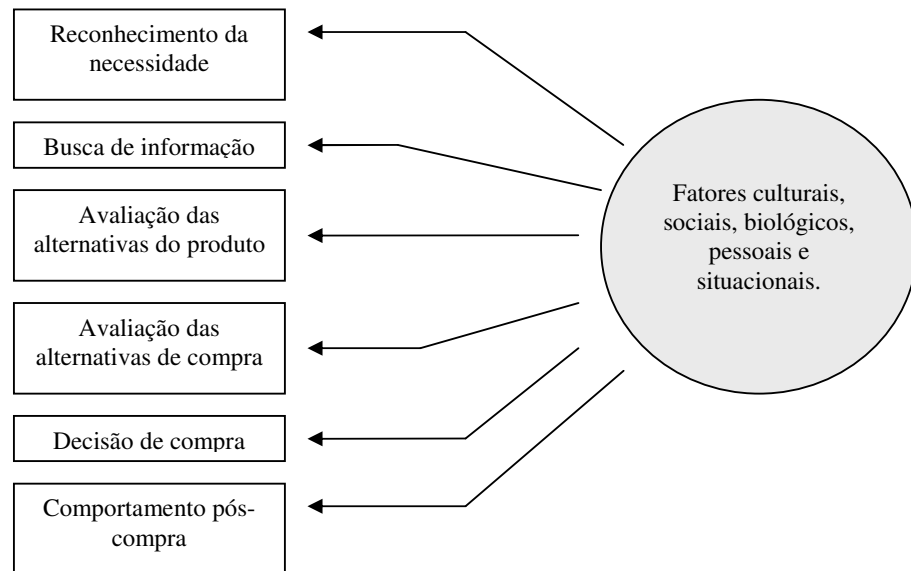 Reconhecimento da
necessidade
Busca de informação
Avaliação das
alternativas do produto
Avaliação das
alternativas de compra
Decisão de compra
Comportamento pós-
compra
Fatores culturais,
sociais, biológicos,
pessoais e
situacionais.